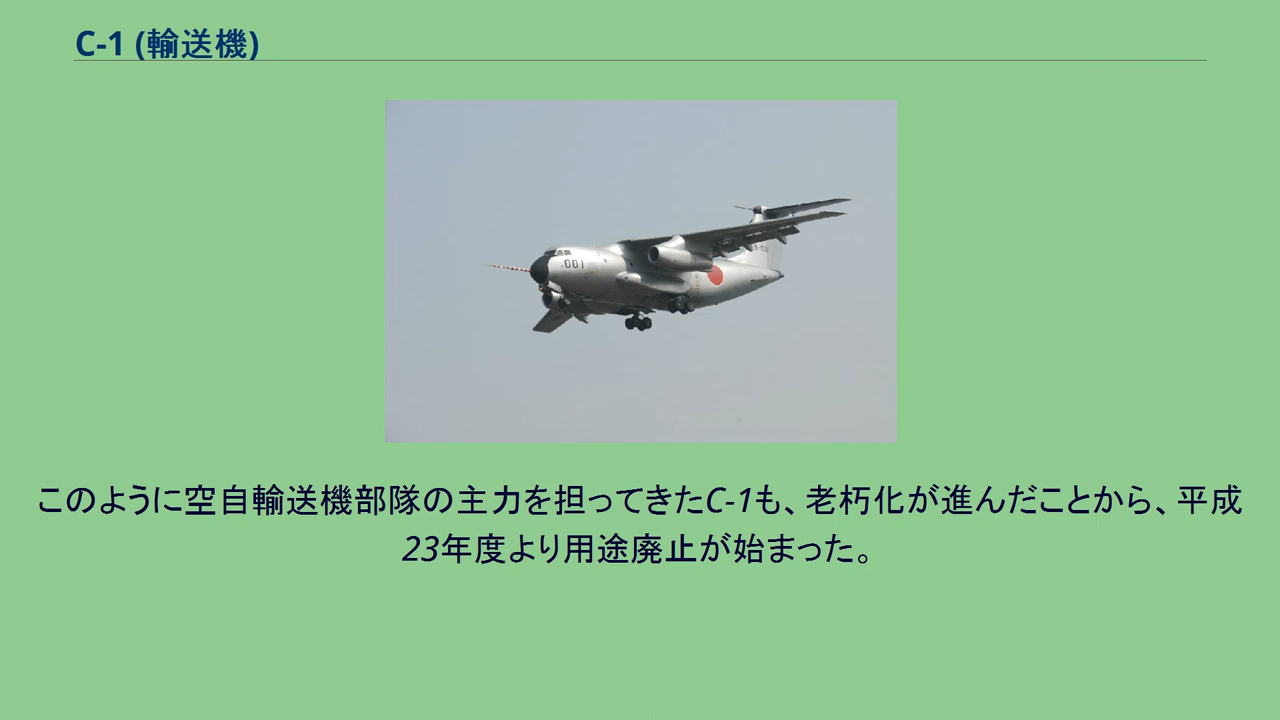 C-1 (輸送機)
001
このように空自輸送機部隊の主力を担ってきたC-1も、老朽化が進んだことから、平成
23年度より用途廃止が始まった。